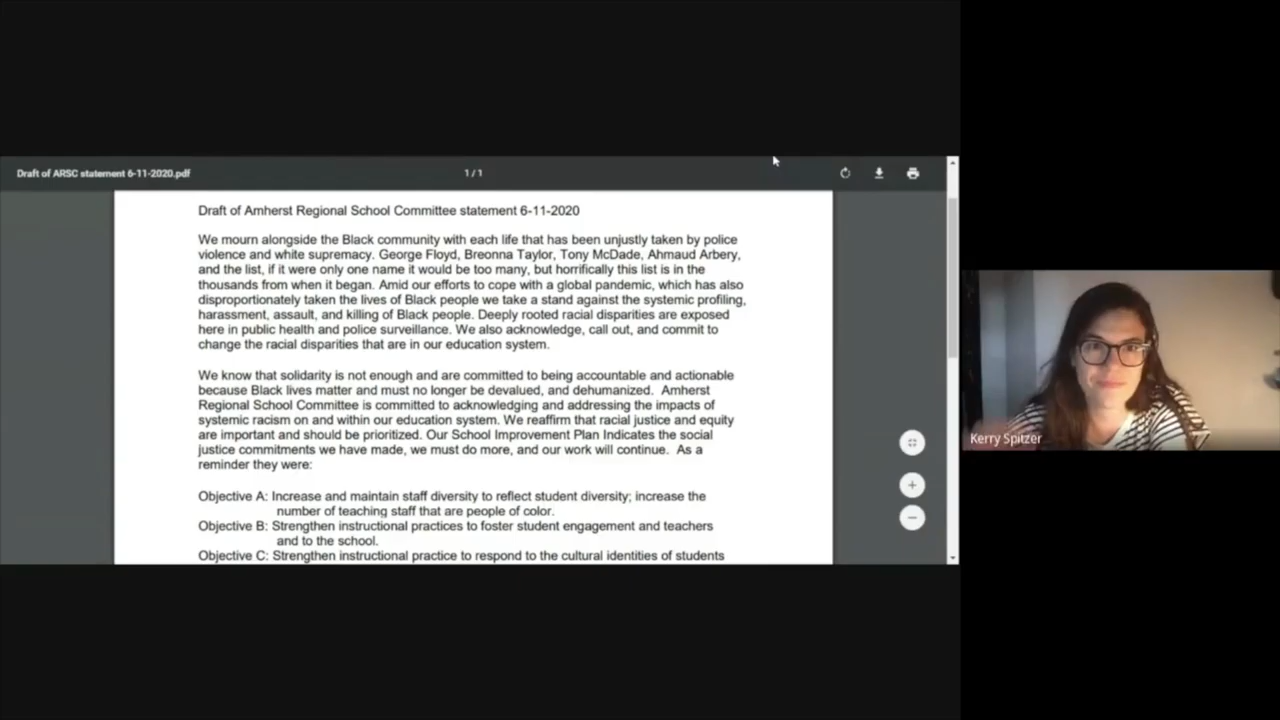 Draft of ARSC statement 6-11-2020.pdf
1 / 1
Draft of Amherst Regional School Committee statement 6-11-2020
We mourn alongside the Black community with each life that has been unjustly taken by police
violence and white supremacy. George Floyd, Breonna Taylor, Tony McDade, Ahmaud Arbery,
and the list, if it were only one name it would be too many, but horrifically this list is in the
thousands from when it began. Amid our efforts to cope with a global pandemic, which has also
disproportionately taken the lives of Black people we take a stand against the systemic profiling,
harassment, assault, and killing of Black people. Deeply rooted racial disparities are exposed
here in public health and police surveillance. We also acknowledge, call out, and commit to
change the racial disparities that are in our education system.
We know that solidarity is not enough and are committed to being accountable and actionable
because Black lives matter and must no longer be devalued, and dehumanized. Amherst
Regional School Committee is committed to acknowledging and addressing the impacts of
systemic racism on and within our education system. We reaffirm that racial justice and equity
are important and should be prioritized. Our School Improvement Plan Indicates the social
justice commitments we have made, we must do more, and our work will continue. As a
reminder they were:
Objective A: Increase and maintain staff diversity to reflect student diversity; increase the
number of teaching staff that are people of color.
Objective B: Strengthen instructional practices to foster student engagement and teachers
and to the school.
Objective C: Strengthen instructional practice to respond to the cultural identities of students
Kerry Spitzer